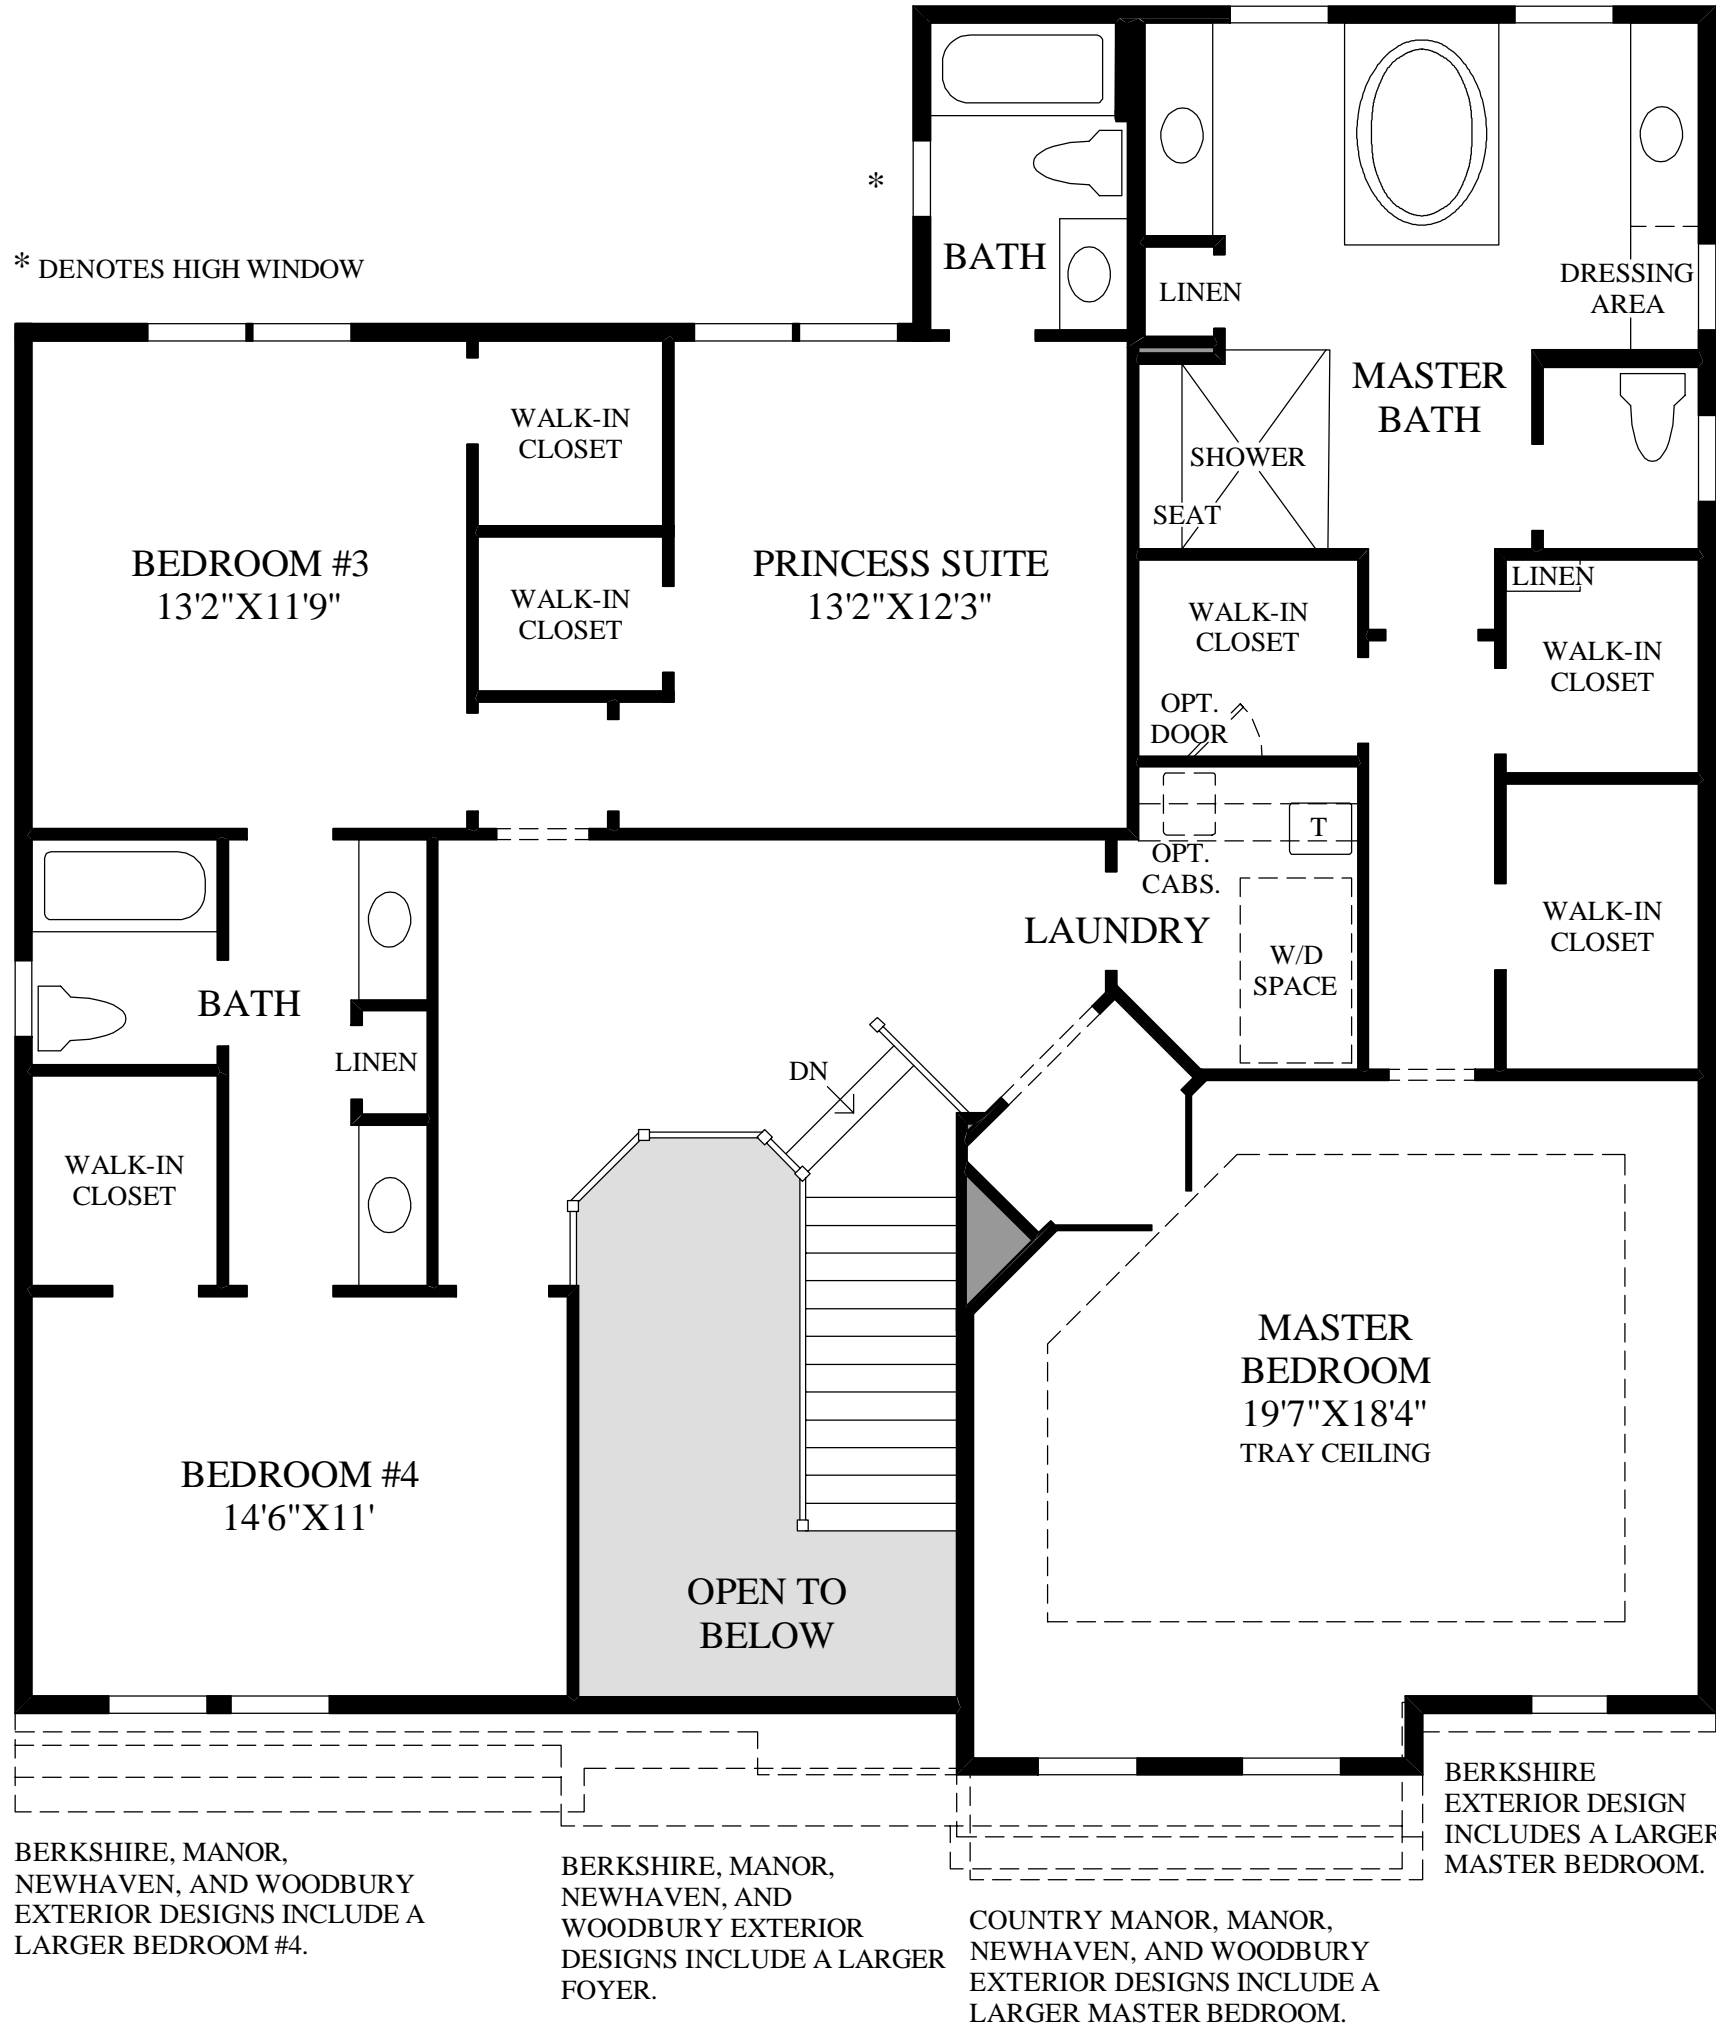 *
* DENOTES HIGH WINDOW
BATH
LINEN
DRESSING
AREA
MASTER
BATH
WALK-IN
CLOSET
SHOWER
SEAT
BEDROOM #3
13'2"X11'9"
WALK-IN
CLOSET
PRINCESS SUITE
13'2"X12'3"
LINEN
WALK-IN
CLOSET
WALK-IN
CLOSET
OPT.
DOOR
T
OPT.
CABS.
LAUNDRY
W/D
SPACE
WALK-IN
CLOSET
BATH
LINEN
DN
WALK-IN
CLOSET
MASTER
BEDROOM
19'7"X18'4"
TRAY CEILING
BEDROOM #4
14'6"X11'
OPEN TO
BELOW
BERKSHIRE, MANOR,
NEWHAVEN, AND WOODBURY
EXTERIOR DESIGNS INCLUDE A
LARGER BEDROOM #4.
BERKSHIRE, MANOR,
NEWHAVEN, AND
WOODBURY EXTERIOR
DESIGNS INCLUDE A LARGER
FOYER.
COUNTRY MANOR, MANOR,
NEWHAVEN, AND WOODBURY
EXTERIOR DESIGNS INCLUDE A
LARGER MASTER BEDROOM.
BERKSHIRE
EXTERIOR DESIGN
INCLUDES A LARGER
MASTER BEDROOM.